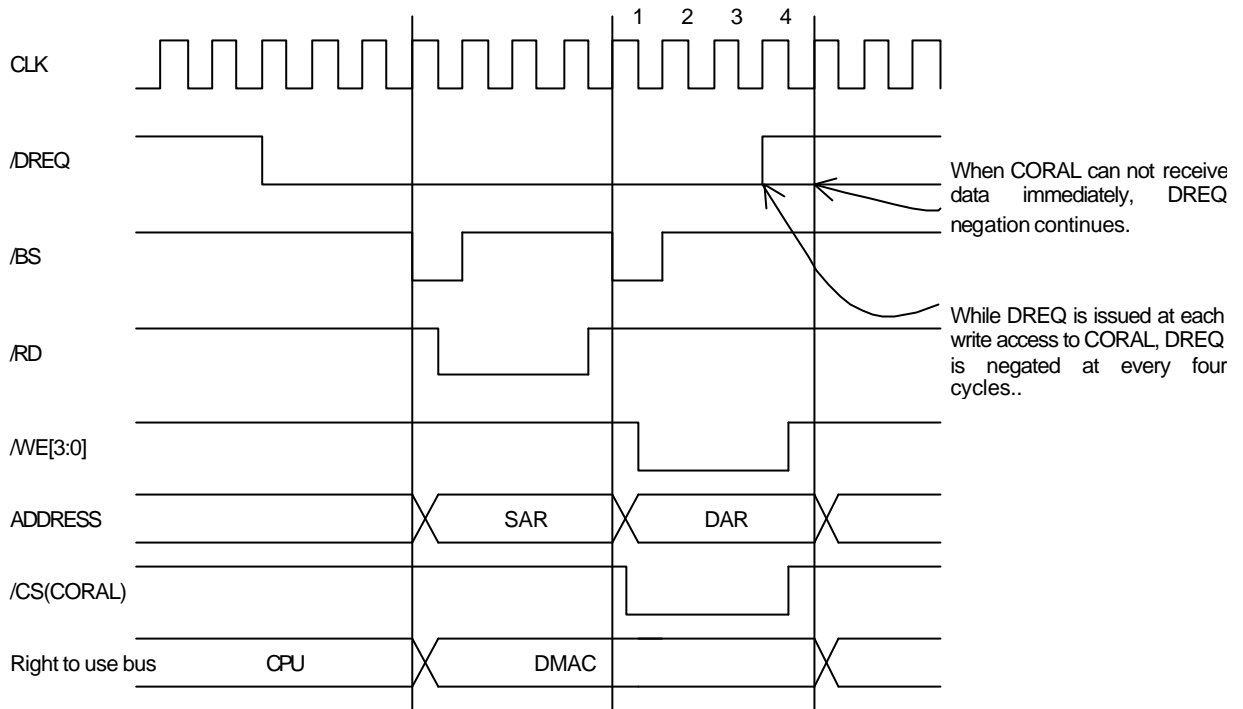 1 2 3 4
CLK
/DREQ
When CORAL can not receive
data immediately, DREQ
negation continues.
/BS
While DREQ is issued at each
write access to CORAL, DREQ
is negated at every four
cycles..
/RD
/WE[3:0]
ADDRESS SAR DAR
/CS(CORAL)
Right to use bus CPU DMAC